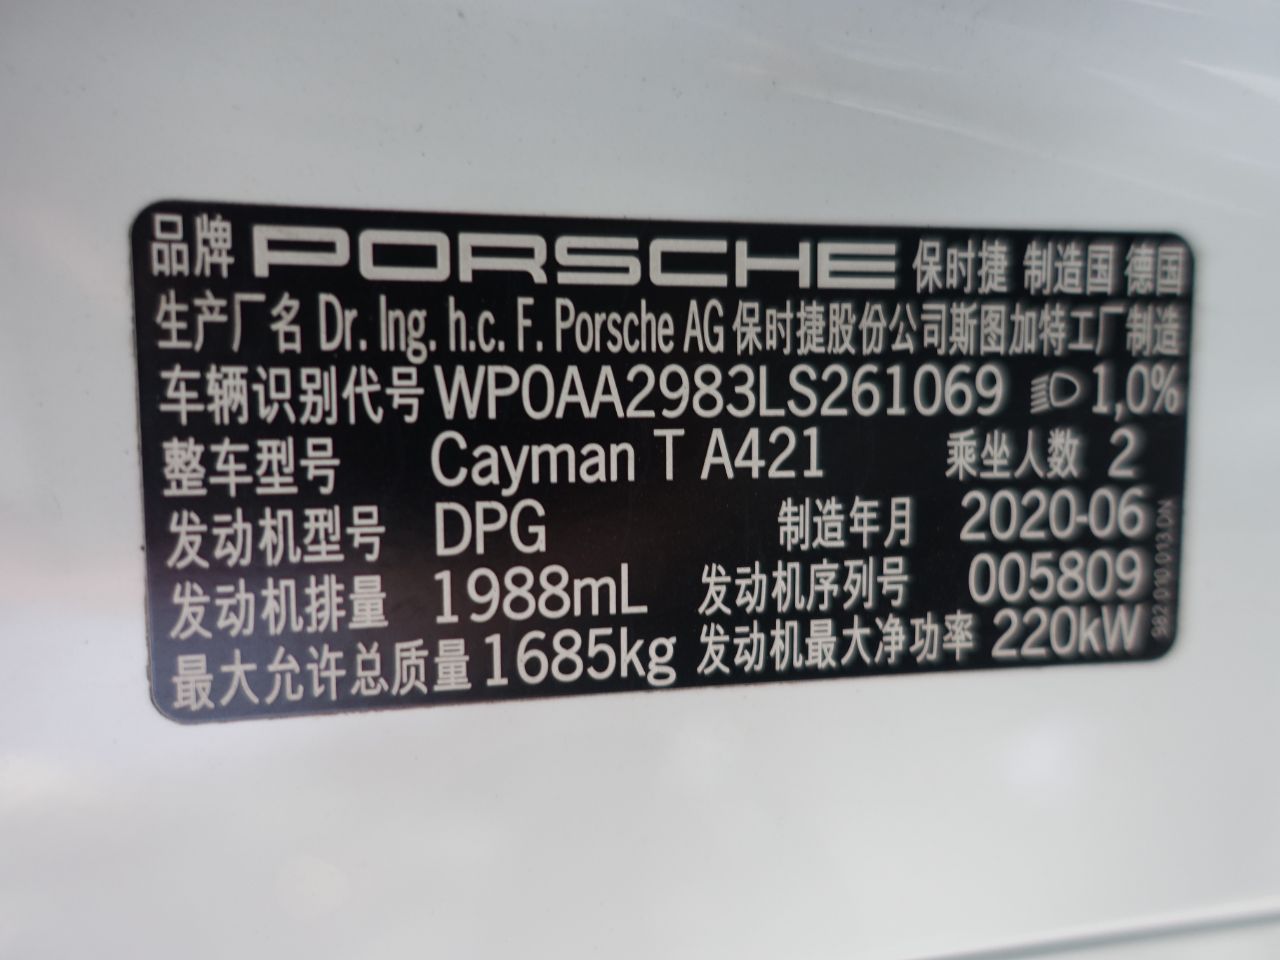 品牌 PORSCHE 保时捷 制造国 德国
生产厂名 Dr. Ing. h.c. F. Porsche AG 保时捷股份公司斯图加特工厂制造
车辆识别代号 WP0AA2983LS261069 1,0%
整车型号 Cayman T A421 乘坐人数 2
发动机型号 DPG 制造年月 2020-06
发动机排量 1988mL 发动机序列号 005809
最大允许总质量 1685kg 发动机最大净功率 220kW
982.010.013.DN